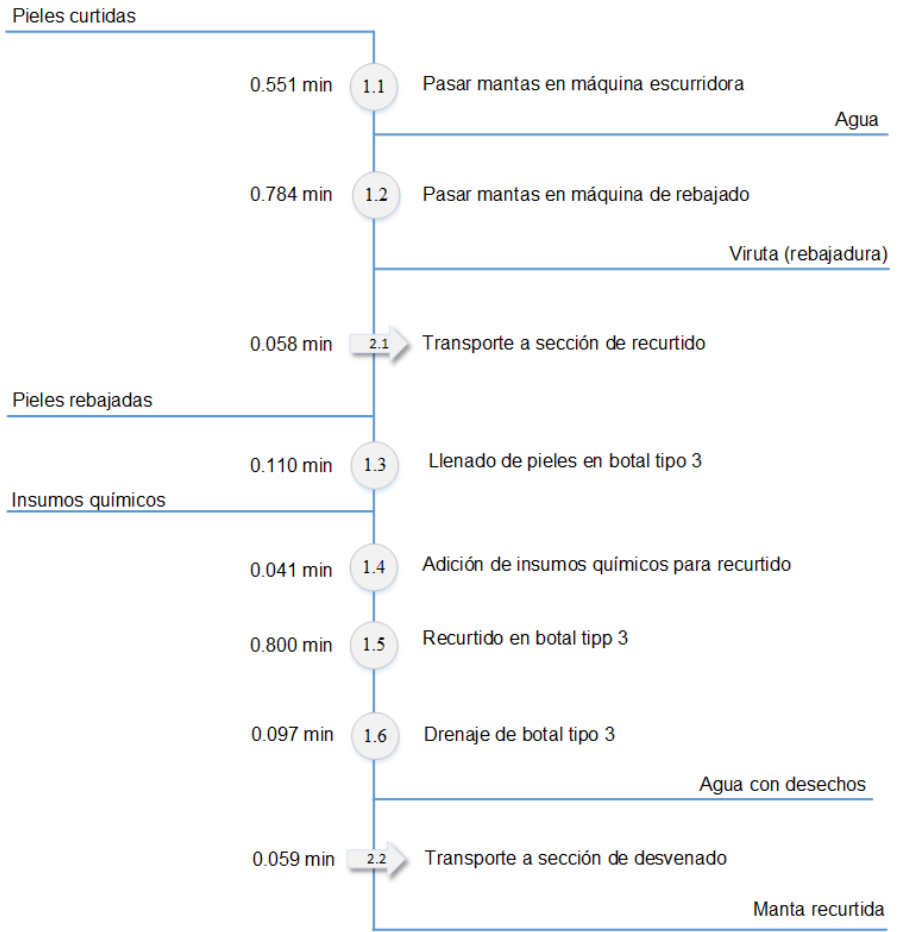 Pieles curtidas
0.551 min 1.1 Pasar mantas en máquina escurridora
Agua
0.784 min 1.2 Pasar mantas en máquina de rebajado
Viruta (rebajadura)
0.058 min 2.1 Transporte a sección de recurtido
Pieles rebajadas
0.110 min 1.3 Llenado de pieles en botal tipo 3
Insumos químicos
0.041 min 1.4 Adición de insumos químicos para recurtido
0.800 min 1.5 Recurtido en botal tipp 3
0.097 min 1.6 Drenaje de botal tipo 3
Agua con desechos
0.059 min 2.2 Transporte a sección de desvenado
Manta recurtida